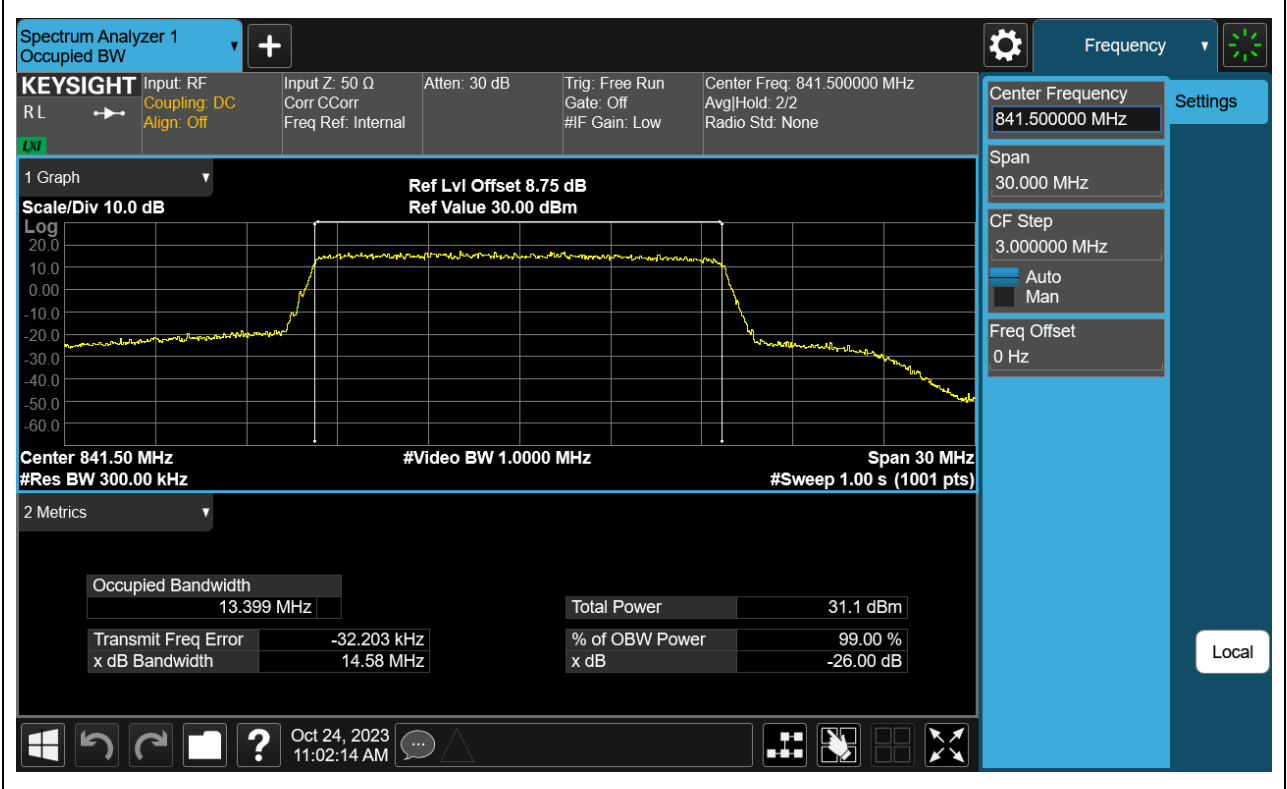 Spectrum Analyzer 1
Occupied BW
Frequency
KEYSIGHT
R L
LXI
Input: RF
Coupling: DC
Align: Off
Input Z: 50 Ω
Corr CCorr
Freq Ref: Internal
Atten: 30 dB
Trig: Free Run
Gate: Off
#IF Gain: Low
Center Freq: 841.500000 MHz
Avg|Hold: 2/2
Radio Std: None
Center Frequency
841.500000 MHz
Settings
Span
30.000 MHz
CF Step
3.000000 MHz
Auto
Man
Freq Offset
0 Hz
Local
1 Graph
Scale/Div 10.0 dB
Ref Lvl Offset 8.75 dB
Ref Value 30.00 dBm
Log
20.0
10.0
0.00
-10.0
-20.0
-30.0
-40.0
-50.0
-60.0
Center 841.50 MHz
#Video BW 1.0000 MHz
Span 30 MHz
#Res BW 300.00 kHz
#Sweep 1.00 s (1001 pts)
2 Metrics
Occupied Bandwidth
13.399 MHz
Total Power 31.1 dBm
Transmit Freq Error -32.203 kHz
% of OBW Power 99.00 %
x dB Bandwidth 14.58 MHz
x dB -26.00 dB
?
Oct 24, 2023
11:02:14 AM